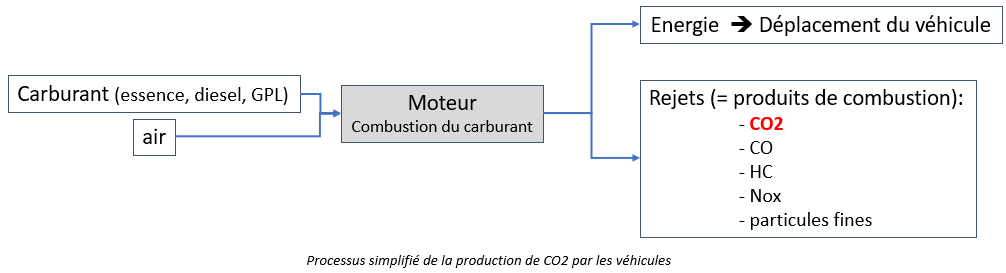 Energie 🡺 Déplacement du véhicule
Carburant (essence, diesel, GPL)
air
Moteur
Combustion du carburant
Rejets (= produits de combustion):
- CO2
- CO
- HC
- Nox
- particules fines
Processus simplifié de la production de CO2 par les véhicules